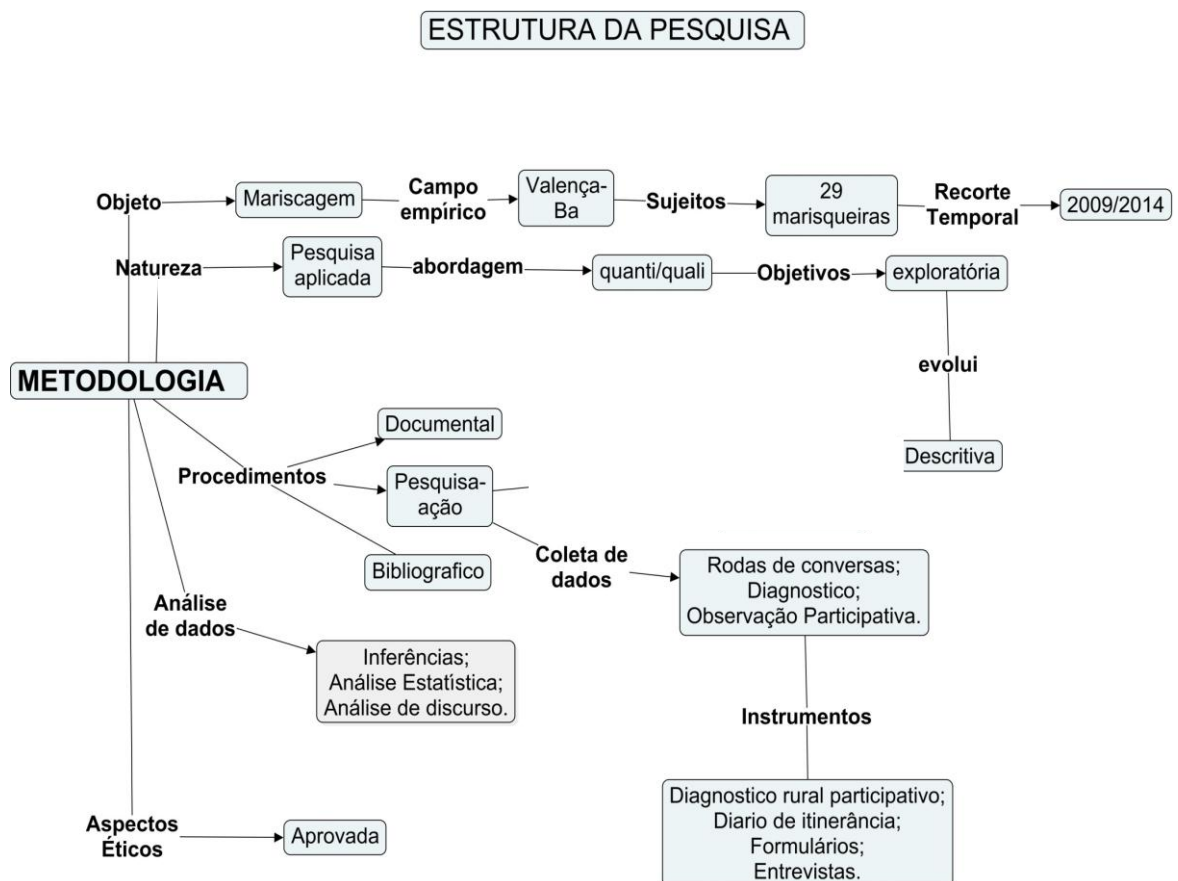 ESTRUTURA DA PESQUISA
Objeto
Mariscagem
Campo
empírico
Valença-
Ba
Sujeitos
29
marisqueiras
Recorte
Temporal
2009/2014
Natureza
Pesquisa
aplicada
abordagem
quanti/quali
Objetivos
exploratória
evolui
Descritiva
METODOLOGIA
Procedimentos
Documental
Pesquisa-
ação
Bibliografico
Coleta de
dados
Rodas de conversas;
Diagnostico;
Observação Participativa.
Instrumentos
Diagnostico rural participativo;
Diario de itinerância;
Formulários;
Entrevistas.
Análise
de dados
Inferências;
Análise Estatística;
Análise de discurso.
Aspectos
Éticos
Aprovada